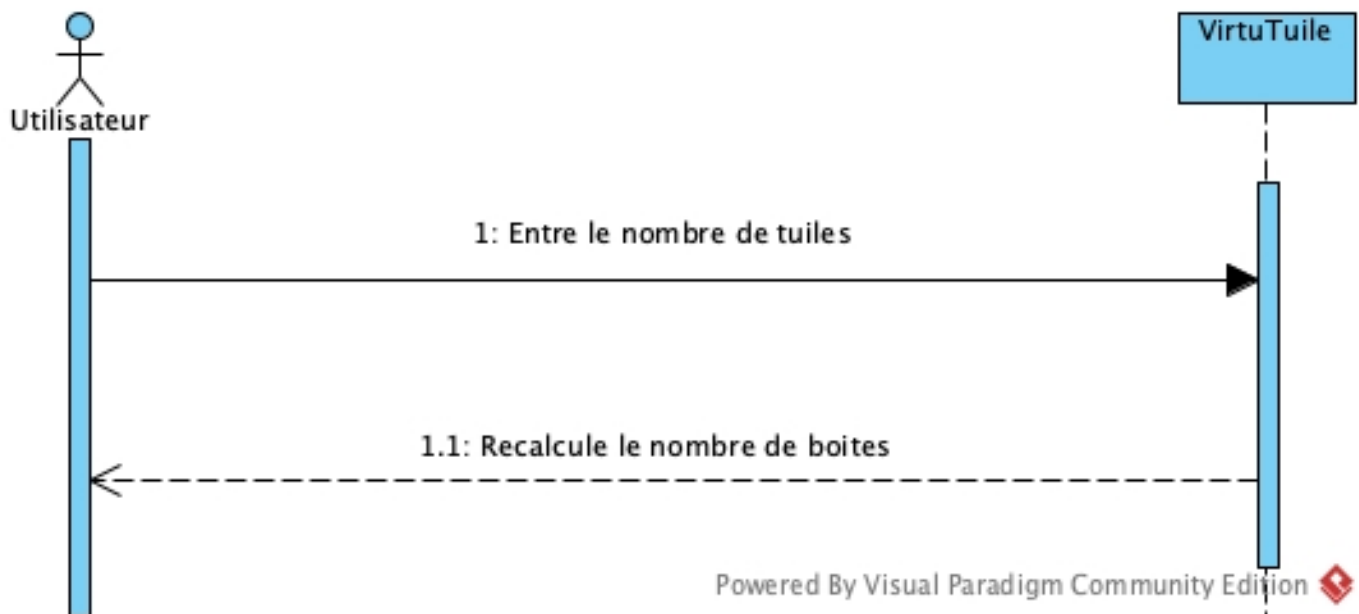 VirtuTuile
Utilisateur
1: Entre le nombre de tuiles
1.1: Recalcule le nombre de boites
Powered By Visual Paradigm Community Edition